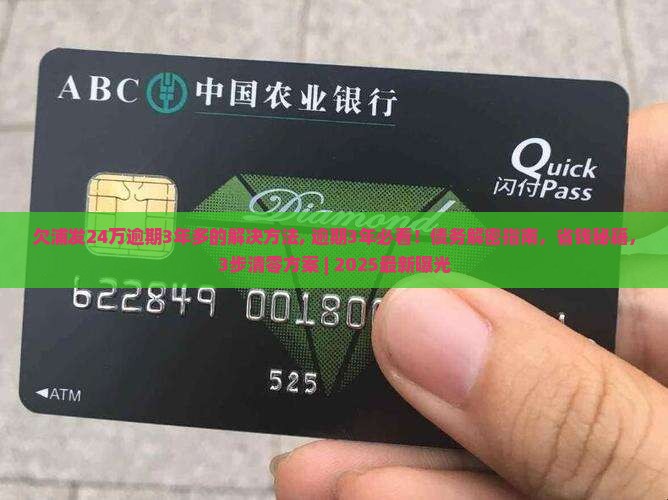 ABC 中国农业银行
Quick
闪付Pass
Diamond
欠浦发24万逾期3年多的解决方法, 逾期3年必看！债务解密指南，省钱秘籍，
3步清零方案 | 2025最新曝光
622849 00180
525
◀ATM